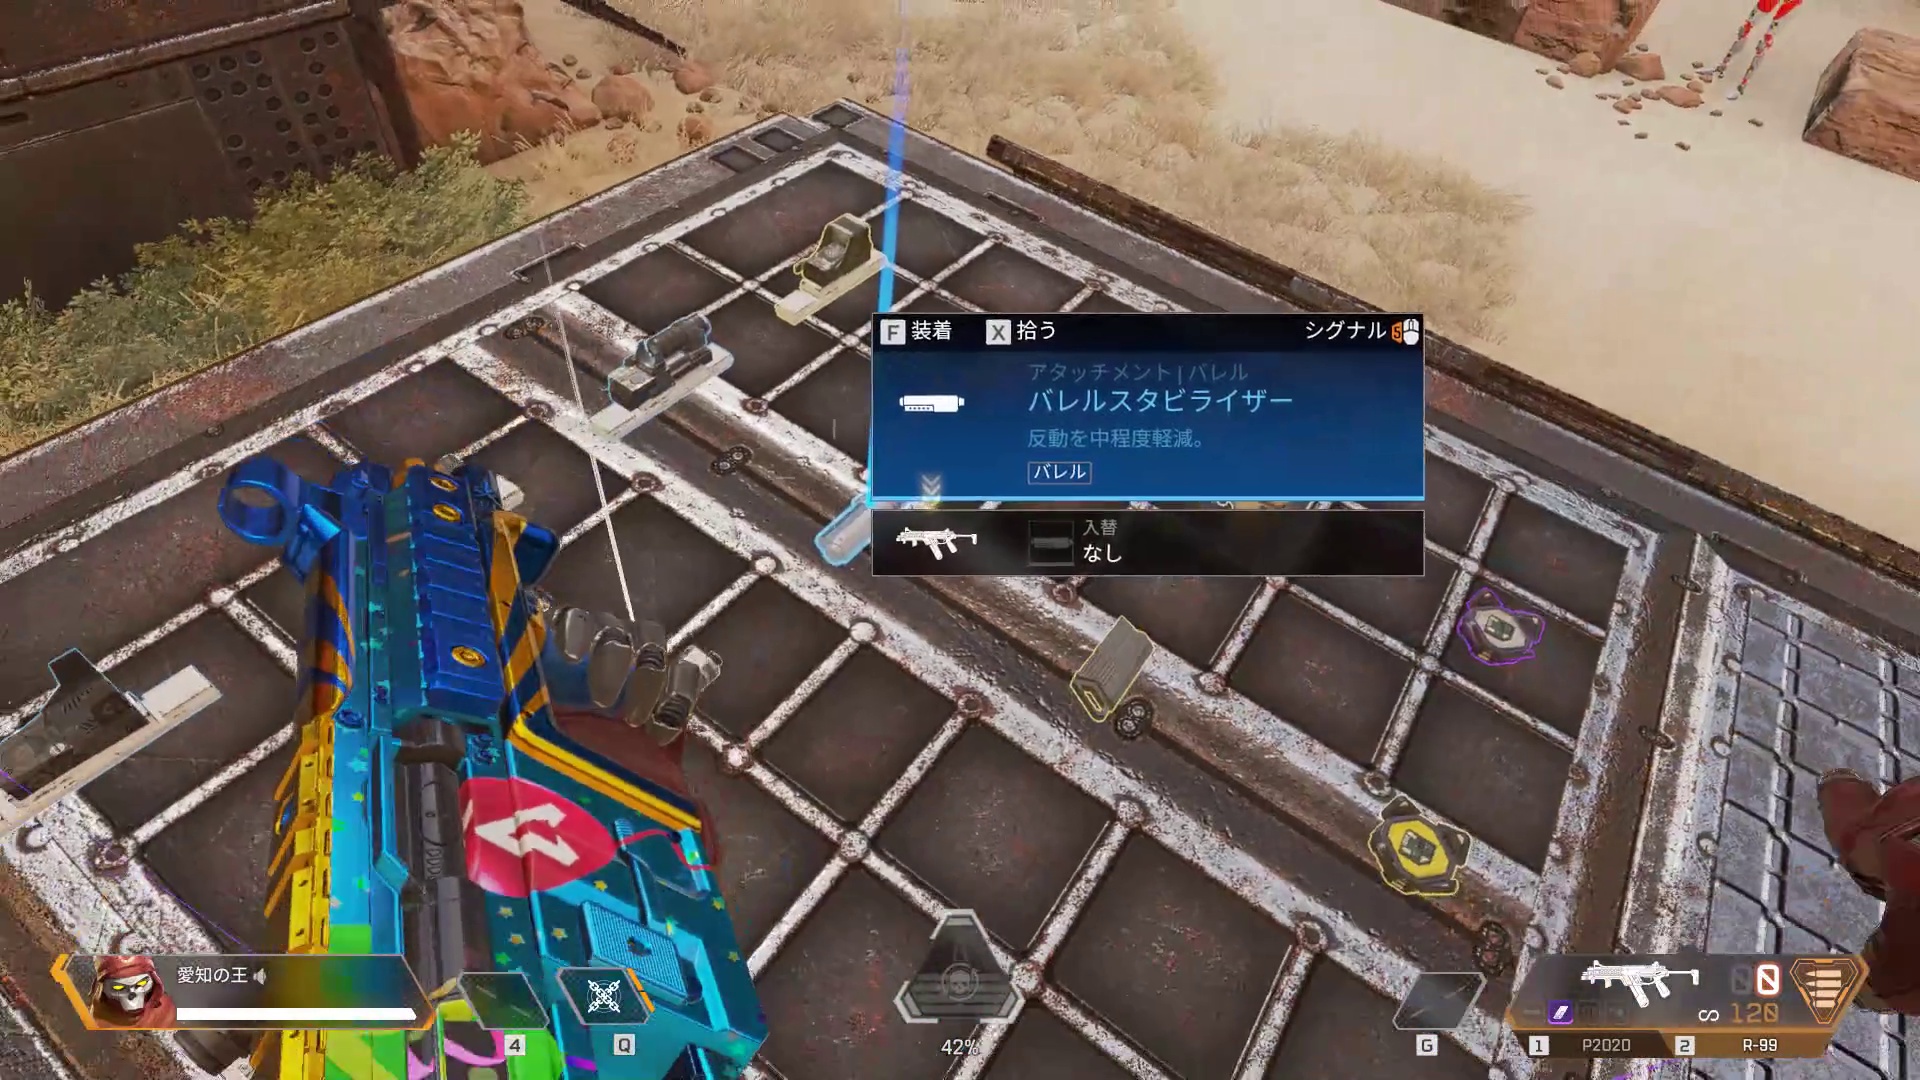 F 装着 X 拾う シグナル 5
アタッチメント | バレル
バレルスタビライザー
反動を中程度軽減。
バレル
入替
なし
愛知の王
4
Q
42%
G
00
∞ 120
1 P2020 2 R-99